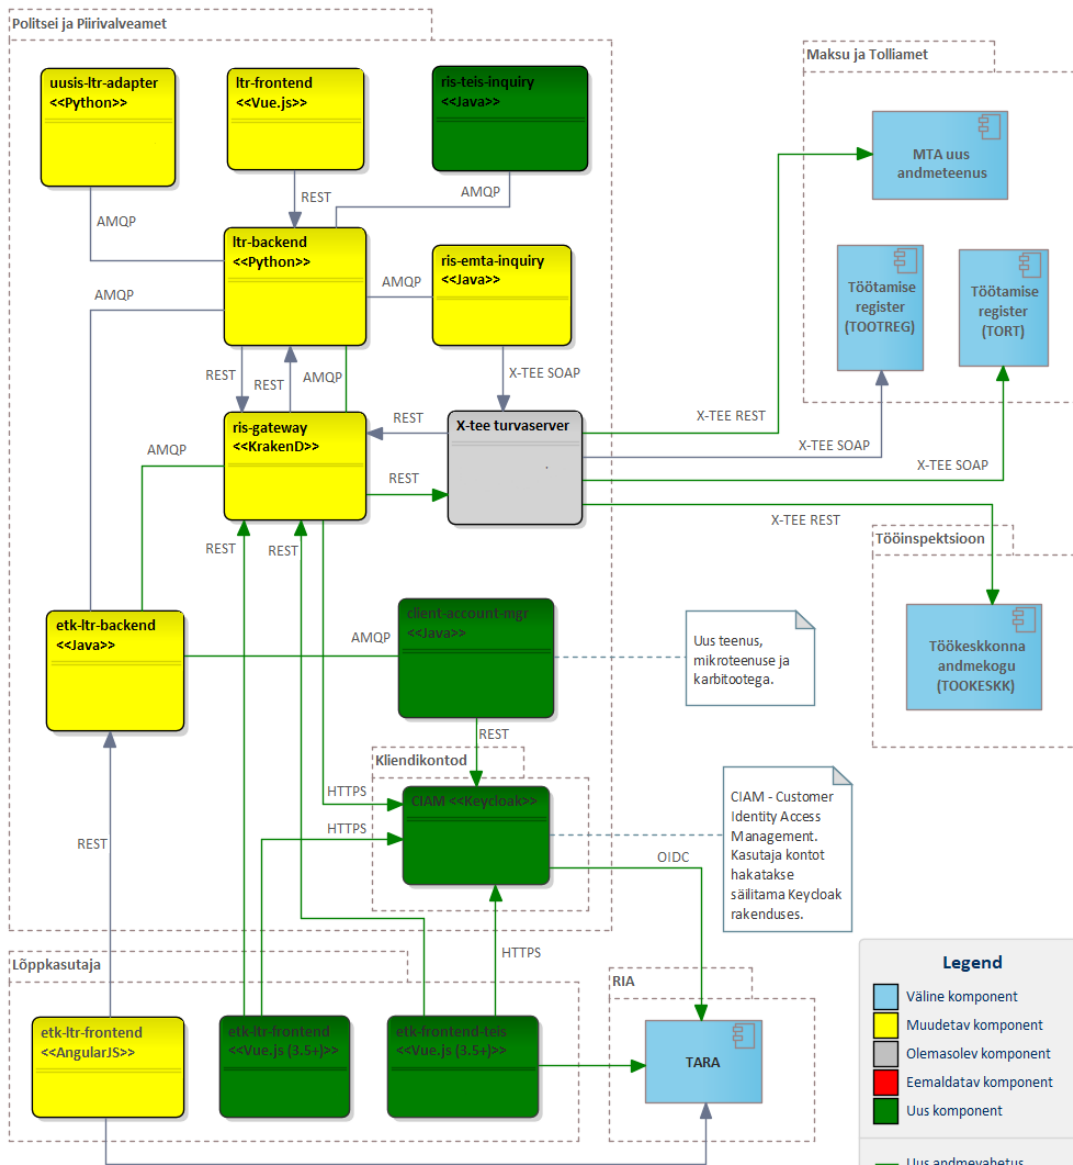 Politsei ja Piirivalveamet
uusis-ltr-adapter
<<Python>>
ltr-frontend
<<Vue.js>>
ris-teis-inquiry
<<Java>>
Maksu ja Tolliamet
MTA uus
andmeteenus
AMQP
REST
AMQP
ltr-backend
<<Python>>
ris-emta-inquiry
<<Java>>
AMQP
Töötamise
register
(TOOTREG)
Töötamise
register
(TORT)
AMQP
REST
REST
AMQP
X-TEE SOAP
ris-gateway
<<KrakenD>>
REST
X-tee turvaserver
X-TEE REST
X-TEE SOAP
X-TEE SOAP
AMQP
REST
X-TEE REST
REST
REST
Tööinspektsioon
etk-ltr-backend
<<Java>>
AMQP
client-account-mgr
<<Java>>
Uus teenus,
mikroteenuse ja
karbitootega.
Töökeskkonna
andmekogu
(TOOKESKK)
REST
Kliendikontod
HTTPS
CIAM <<Keycloak>>
HTTPS
REST
OIDC
CIAM - Customer
Identity Access
Management.
Kasutaja kontot
hakatakse
säilitama Keycloak
rakenduses.
HTTPS
Lõppkasutaja
RIA
etk-ltr-frontend
<<AngularJS>>
etk-ltr-frontend
<<Vue.js (3.5+)>>
etk-frontend-teis
<<Vue.js (3.5+)>>
TARA
Legend
Väline komponent
Muudetav komponent
Olemasolev komponent
Eemaldatav komponent
Uus komponent
Uus andmevahetus